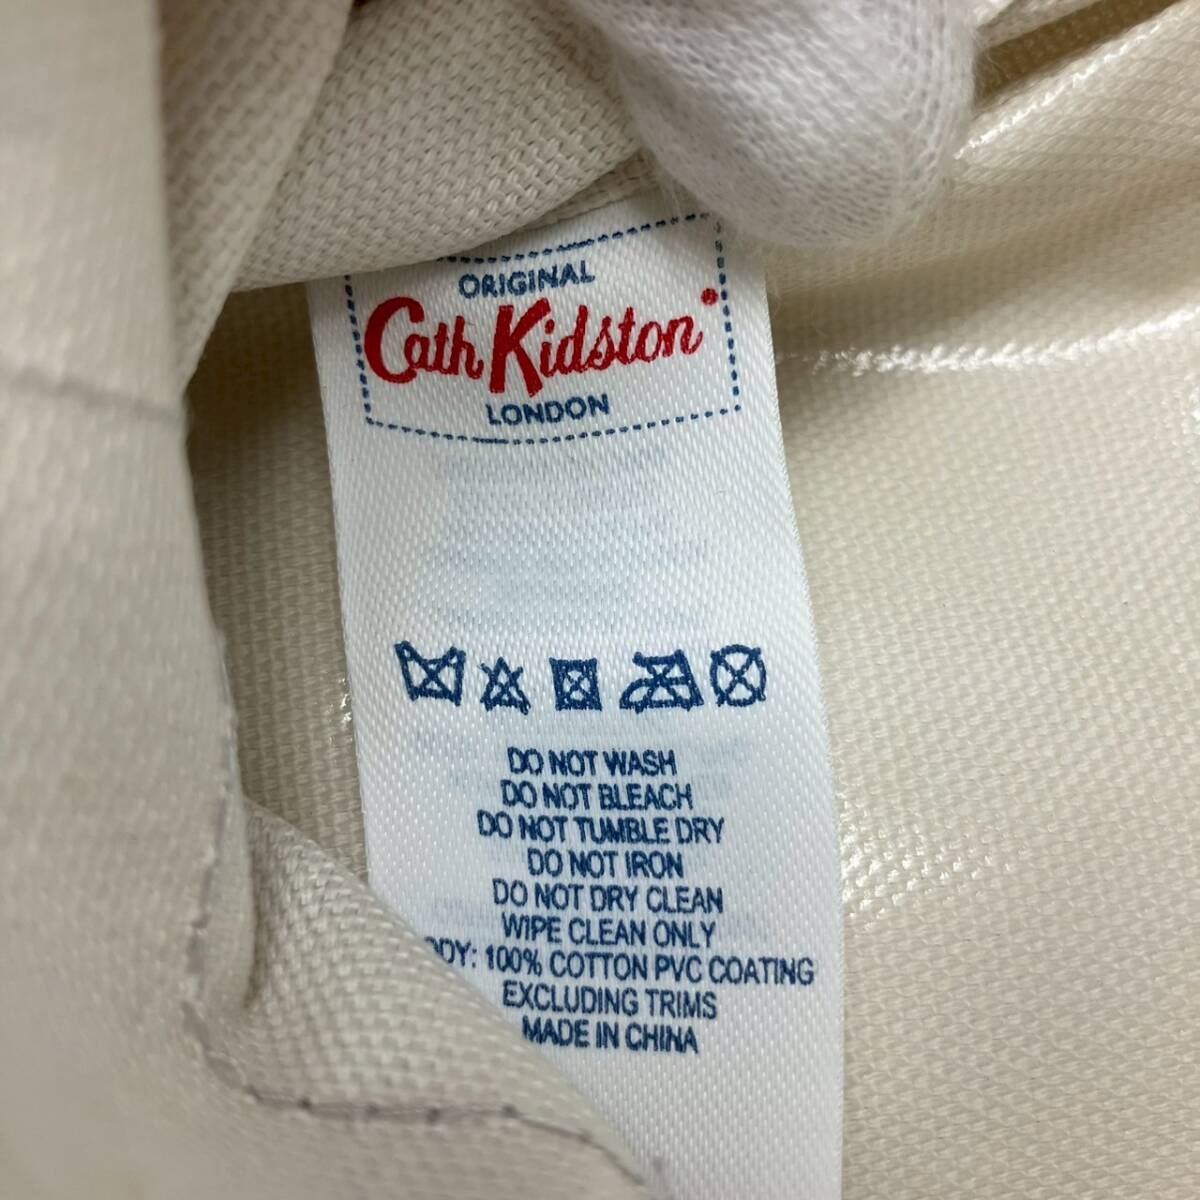 ORIGINAL
Cath Kidston
LONDON
DO NOT WASH
DO NOT BLEACH
DO NOT TUMBLE DRY
DO NOT IRON
DO NOT DRY CLEAN
WIPE CLEAN ONLY
ODY: 100% COTTON PVC COATING
EXCLUDING TRIMS
MADE IN CHINA